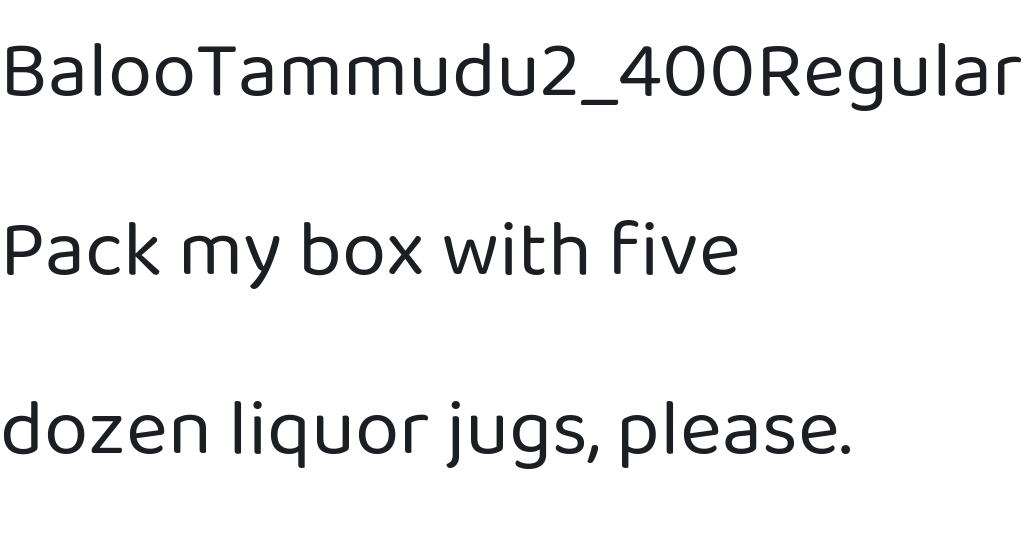 BalooTammudu2_400Regular
Pack my box with five
dozen liquor jugs, please.